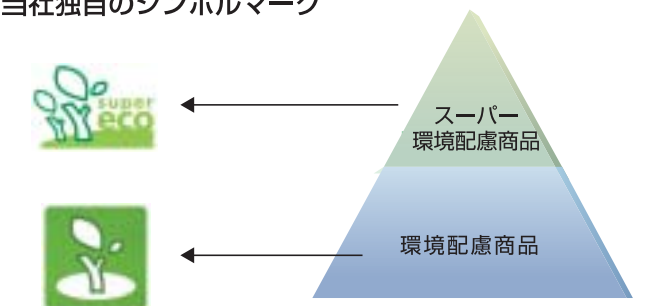 当社独自のシンボルマーク
super
eco
スーパー
環境配慮商品
環境配慮商品